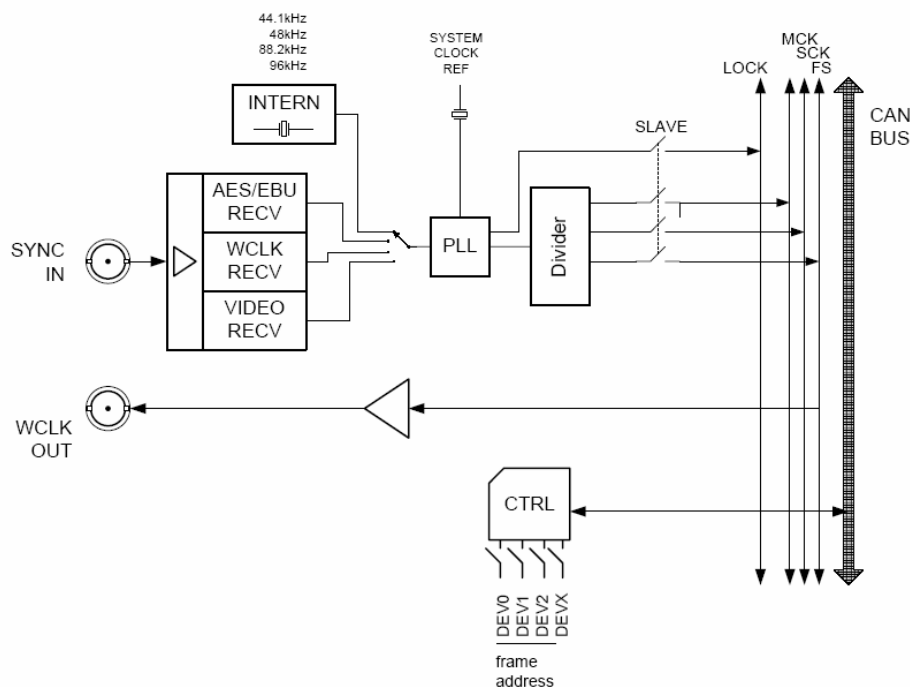 44.1kHz
48kHz
88.2kHz
96kHz
SYSTEM
CLOCK
REF
MCK
SCK
FS
LOCK
INTERN
SLAVE
CAN
BUS
AES/EBU
RECV
SYNC
IN
WCLK
RECV
PLL
Divider
VIDEO
RECV
WCLK
OUT
CTRL
DEV0
DEV1
DEV2
DEVX
frame
address